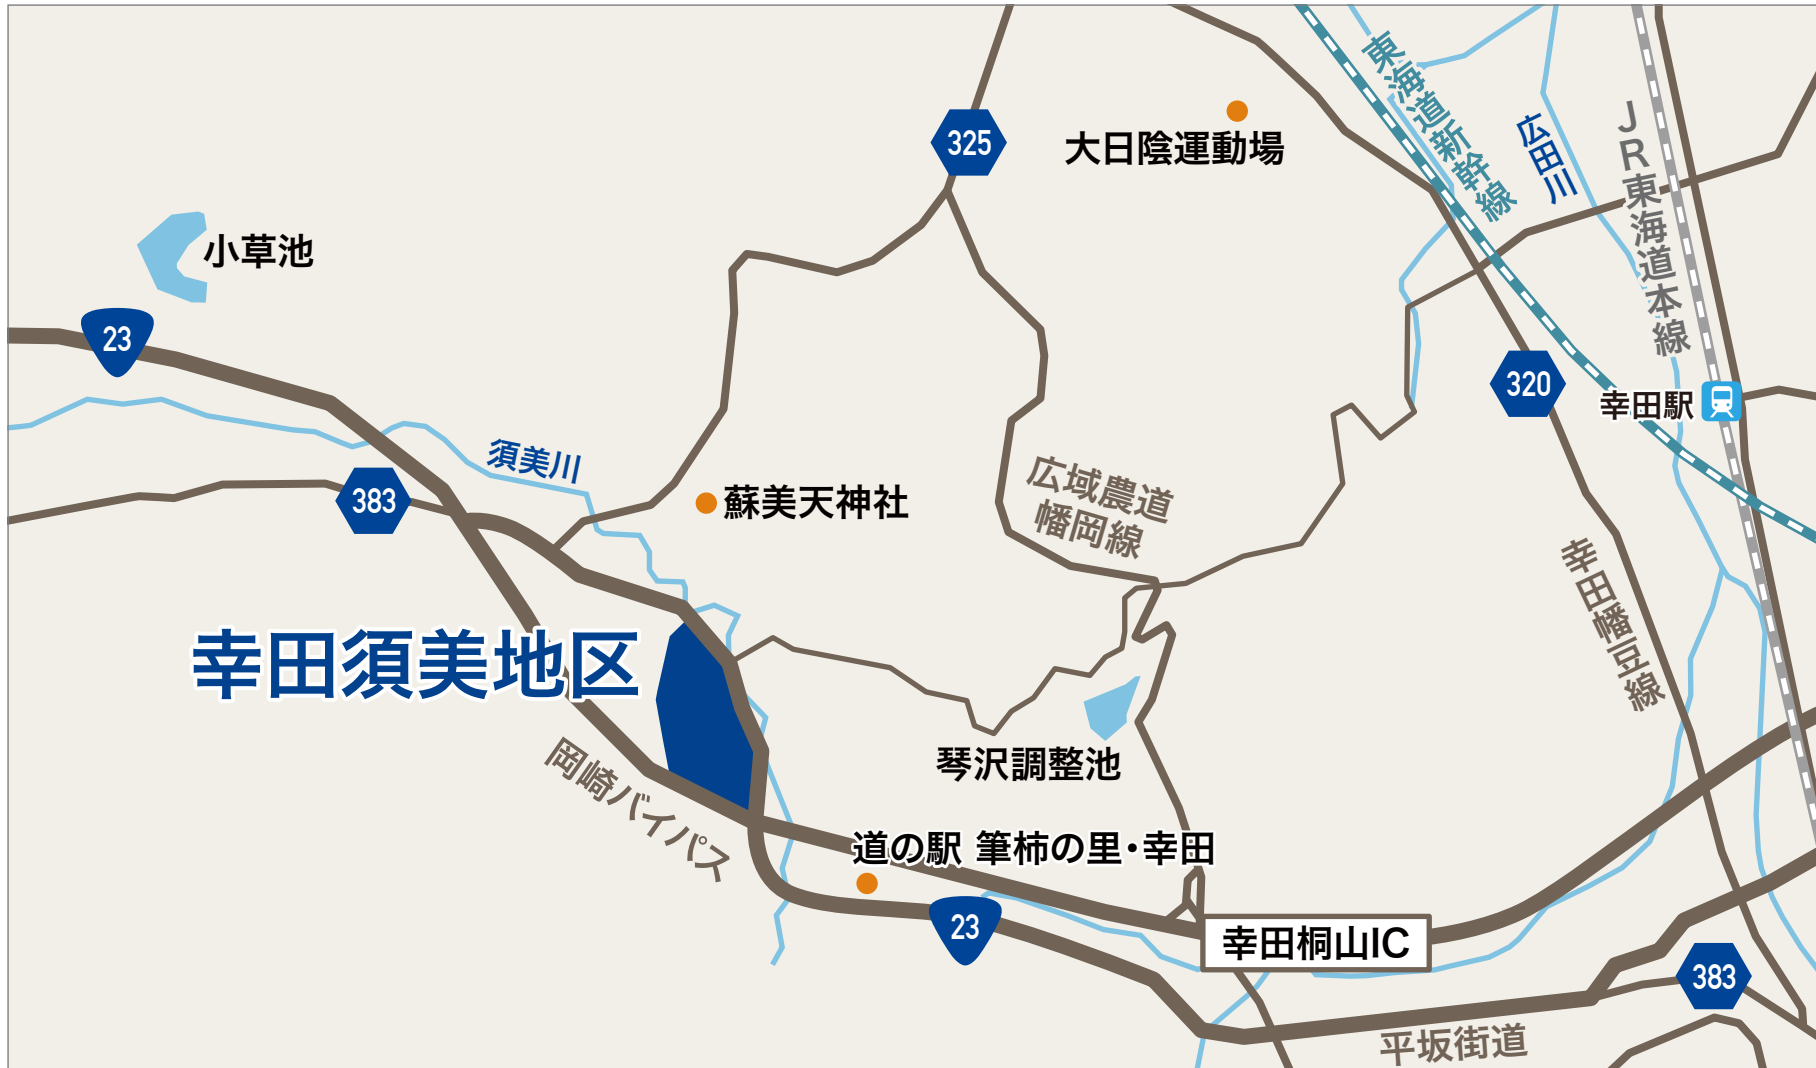 東海道新幹線
広田川
JR東海道本線
325
大日陰運動場
小草池
23
320
幸田駅
須美川
383
蘇美天神社
広域農道
幡岡線
幸田幡豆線
幸田須美地区
岡崎バイパス
琴沢調整池
道の駅 筆柿の里・幸田
23
幸田桐山IC
383
平坂街道